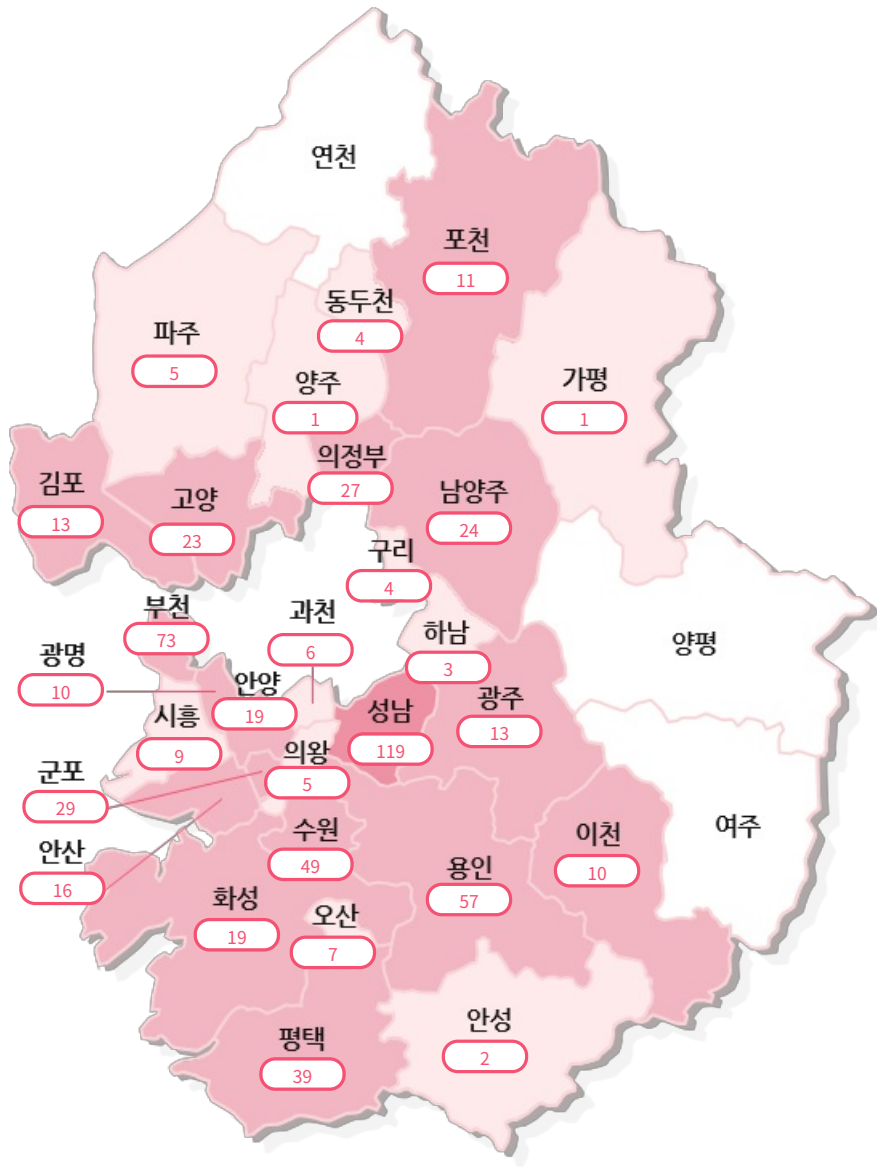 연천
포천
11
동두천
4
파주
5
양주
1
가평
1
의정부
27
김포
13
고양
23
남양주
24
구리
4
부천
73
과천
6
하남
3
양평
광명
10
안양
19
시흥
9
성남
119
광주
13
의왕
5
군포
29
수원
49
이천
10
여주
안산
16
용인
57
화성
19
오산
7
안성
2
평택
39